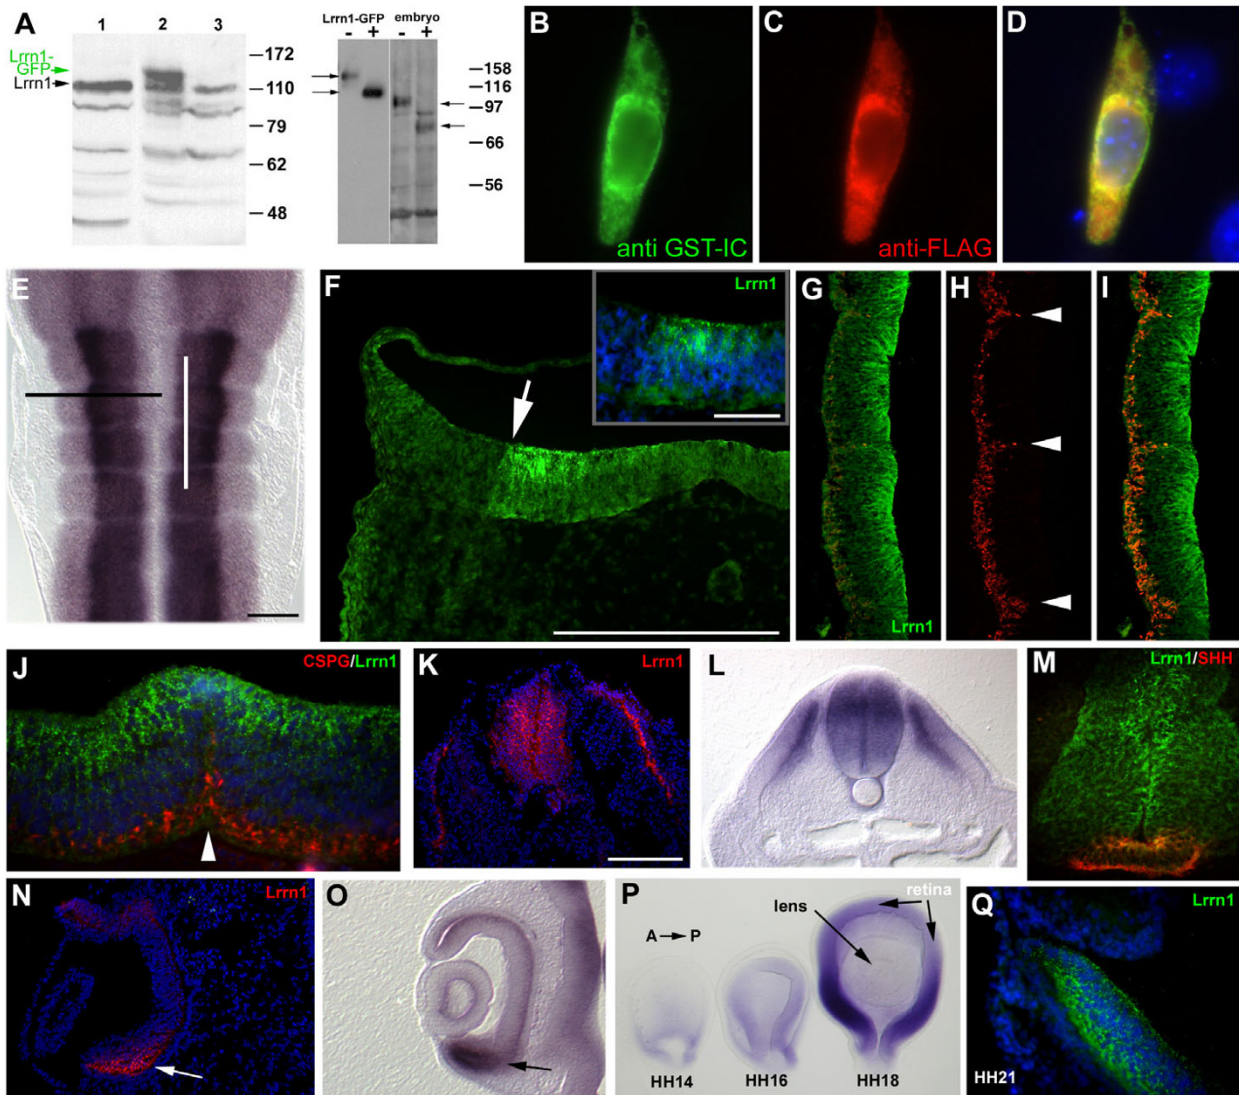 A
1 2 3
Lrrn1-
GFP
Lrrn1
172
110
79
62
48
Lrrn1-GFP embryo
- + - +
158
116
97
66
56
B
anti GST-IC
C
anti-FLAG
D
E
F
Lrrn1
G
Lrrn1
H
I
J
CSPG/Lrrn1
K
Lrrn1
L
M
Lrrn1/SHH
N
Lrrn1
O
P
A → P
lens
retina
HH14
HH16
HH18
Q
Lrrn1
HH21